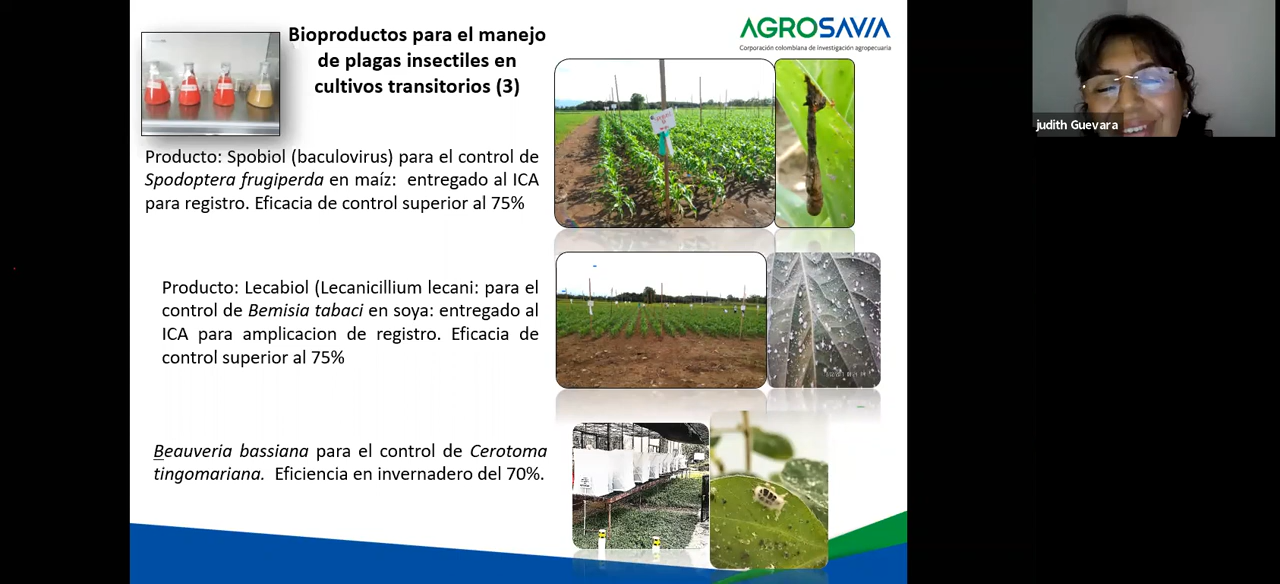 Bioproductos para el manejo
de plagas insectiles en
cultivos transitorios (3)
AGROSAVIA
Corporación colombiana de investigación agropecuaria
judith Guevara
Producto: Spobiol (baculovirus) para el control de
Spodoptera frugiperda en maíz: entregado al ICA
para registro. Eficacia de control superior al 75%
Producto: Lecabiol (Lecanicillium lecani: para el
control de Bemisia tabaci en soya: entregado al
ICA para amplicacion de registro. Eficacia de
control superior al 75%
Beauveria bassiana para el control de Cerotoma
tingomariana. Eficiencia en invernadero del 70%.